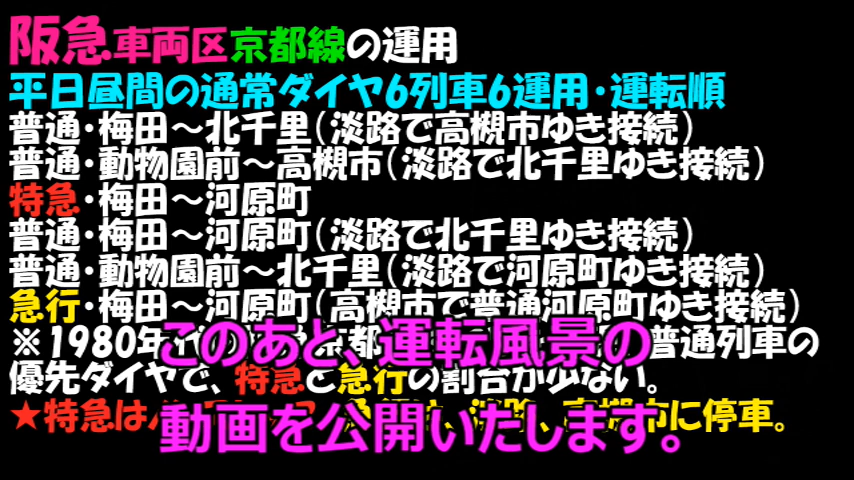 阪急車両区京都線の運用
平日昼間の通常ダイヤ6列車6運用・運転順
普通・梅田～北千里(淡路で高槻市ゆき接続)
普通・動物園前～高槻市(淡路で北千里ゆき接続)
特急・梅田～河原町
普通・梅田～河原町(淡路で北千里ゆき接続)
普通・動物園前～北千里(淡路で河原町ゆき接続)
急行・梅田～河原町(高槻市で普通河原町ゆき接続)
※1980年 京都 普通列車の
優先ダイヤで、特急と急行の割合が少ない。
★特急は 淡路、高槻市に停車。
このあと、運転風景の
動画を公開いたします。